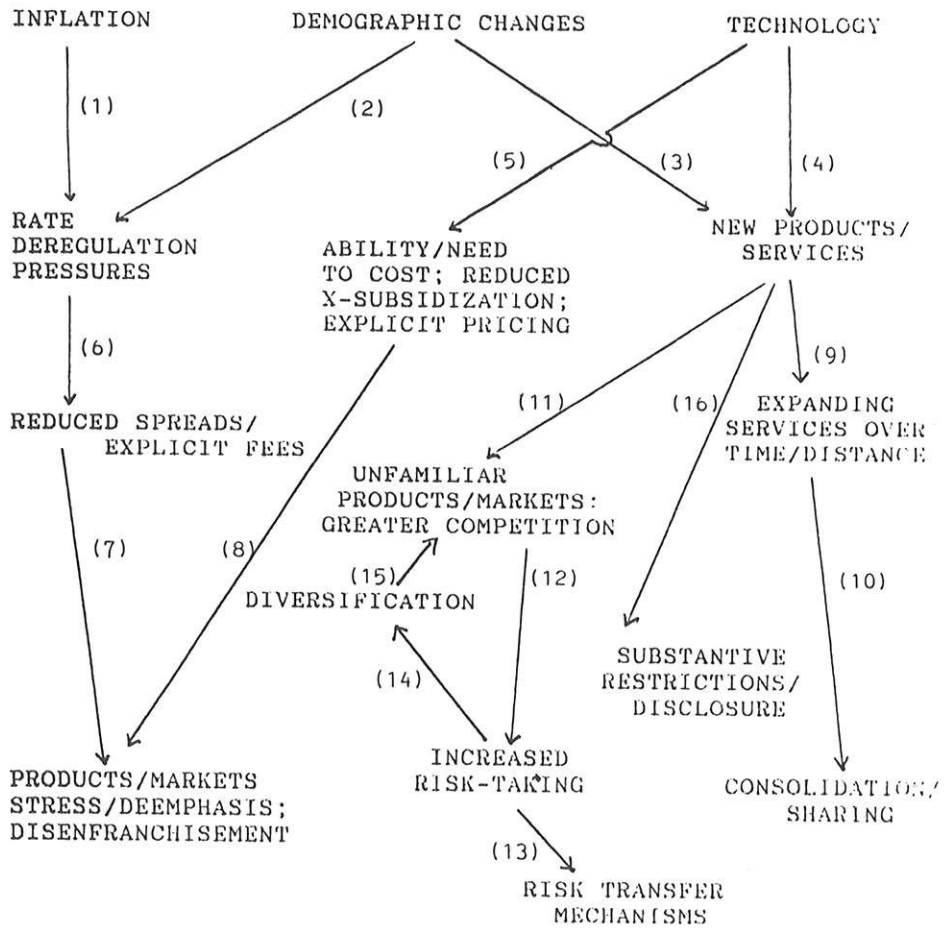 INFLATION
DEMOGRAPHIC CHANGES
TECHNOLOGY
(1)
(2)
(5)
(3)
(4)
RATE
DEREGULATION
PRESSURES
ABILITY/NEED
TO COST; REDUCED
X-SUBSIDIZATION;
EXPLICIT PRICING
NEW PRODUCTS/
SERVICES
(6)
(9)
(11)
(16)
REDUCED SPREADS/
EXPLICIT FEES
EXPANDING
SERVICES OVER
TIME/DISTANCE
UNFAMILIAR
PRODUCTS/MARKETS:
GREATER COMPETITION
(7)
(8)
(15)
(12)
(10)
DIVERSIFICATION
(14)
SUBSTANTIVE
RESTRICTIONS/
DISCLOSURE
PRODUCTS/MARKETS
STRESS/DEEMPHASIS;
DISENFRANCHISEMENT
INCREASED
RISK-TAKING
CONSOLIDATION/
SHARING
(13)
RISK TRANSFER
MECHANISMS